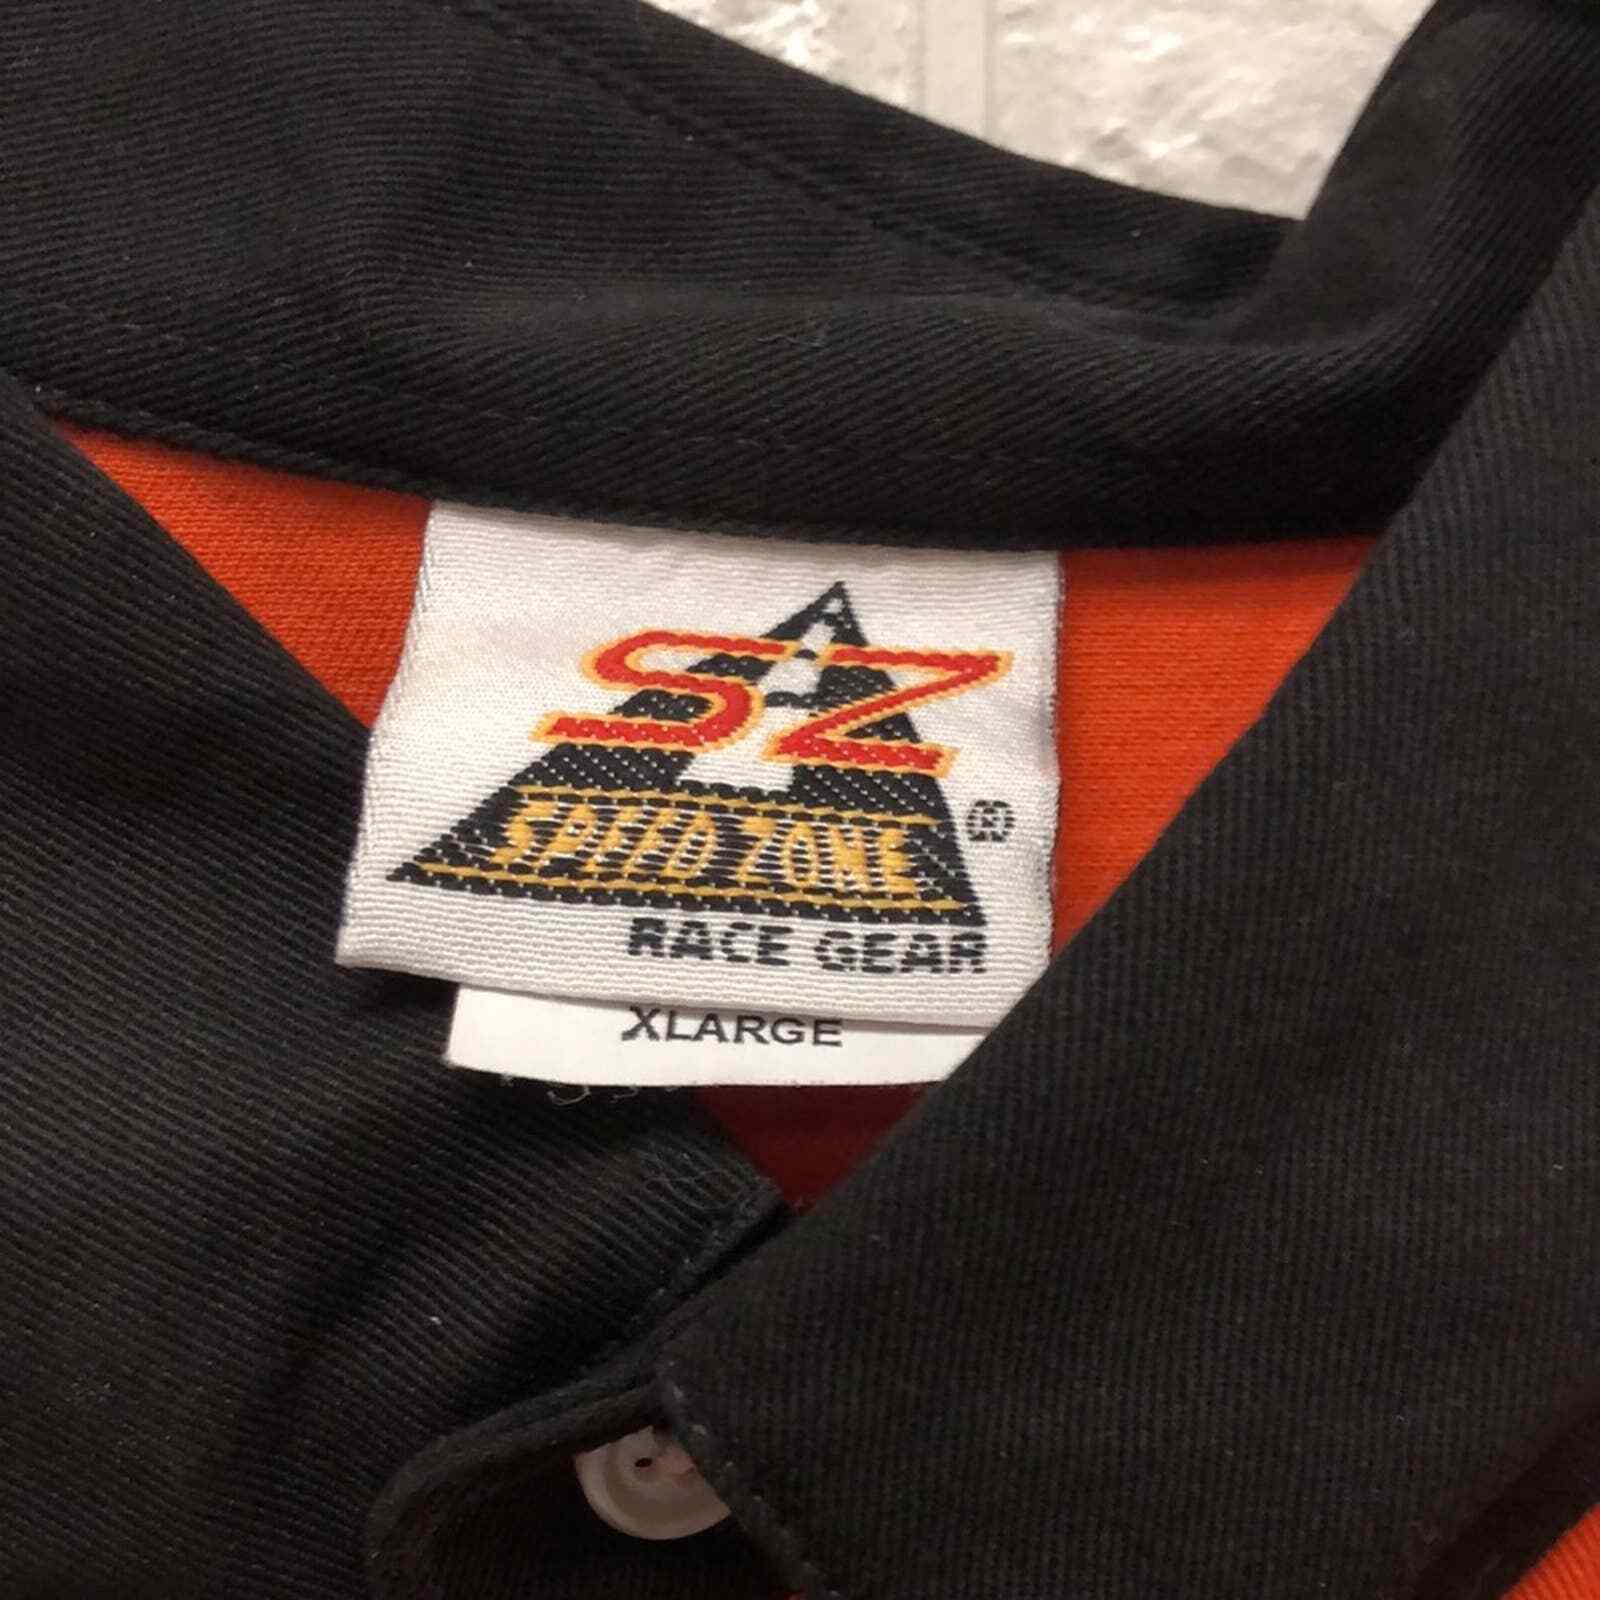 SZ
SPEED ZONE
®
RACE GEAR
XLARGE